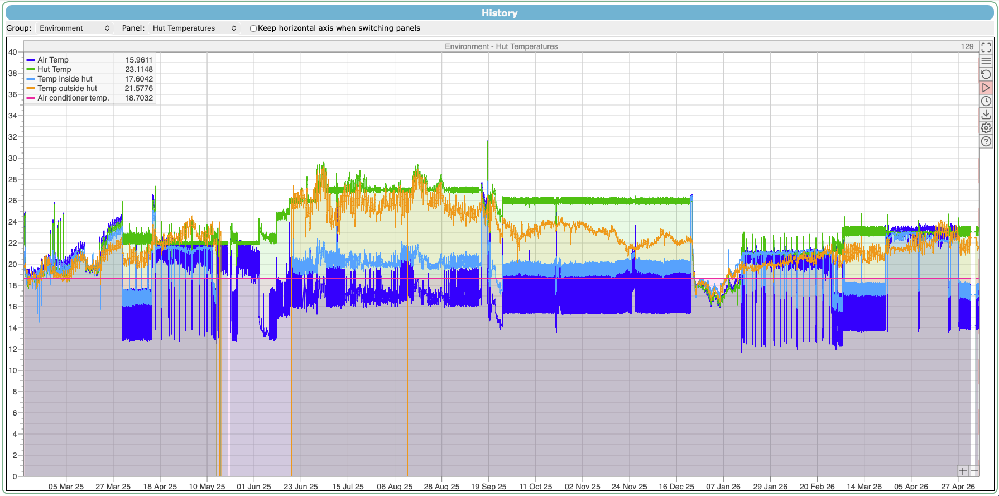 History
Group: Environment Panel: Hut Temperatures Keep horizontal axis when switching panels
Environment - Hut Temperatures 129
Air Temp 15.9611
Hut Temp 23.1148
Temp inside hut 17.6042
Temp outside hut 21.5776
Air conditioner temp. 18.7032
40
38
36
34
32
30
28
26
24
22
20
18
16
14
12
10
8
6
4
2
0
05 Mar 25 27 Mar 25 18 Apr 25 10 May 25 01 Jun 25 23 Jun 25 15 Jul 25 06 Aug 25 28 Aug 25 19 Sep 25 11 Oct 25 02 Nov 25 24 Nov 25 16 Dec 25 07 Jan 26 29 Jan 26 20 Feb 26 14 Mar 26 05 Apr 26 27 Apr 26